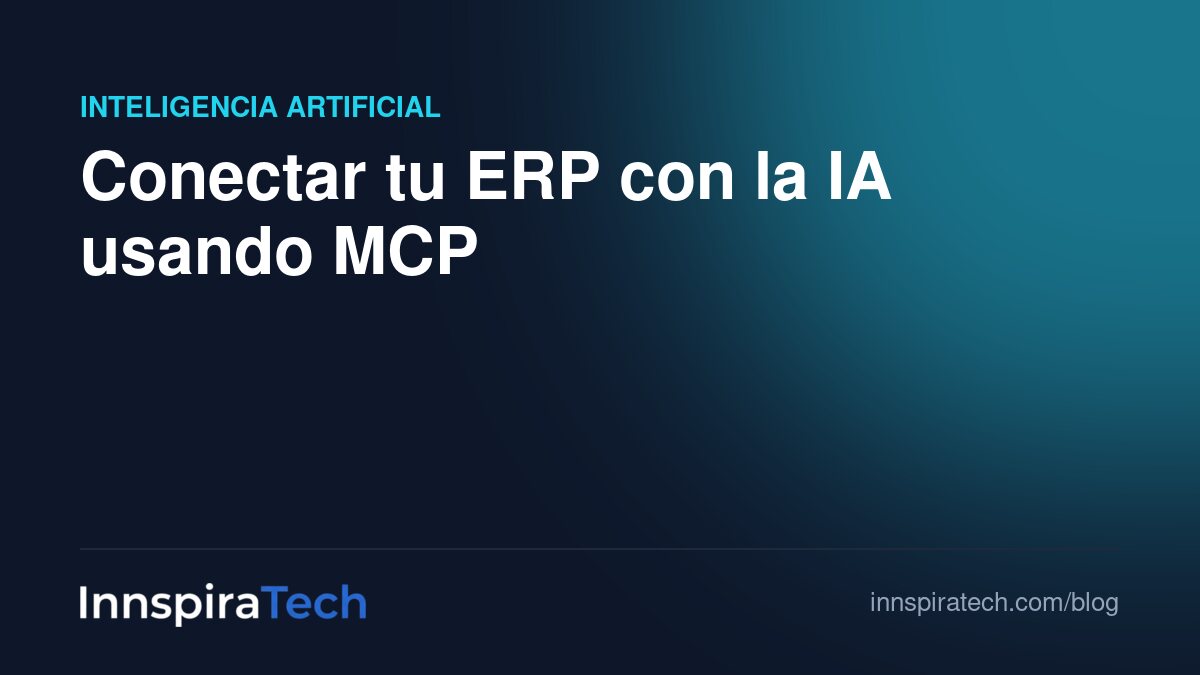 INTELIGENCIA ARTIFICIAL
Conectar tu ERP con la IA
usando MCP
InnspiraTech
innspiratech.com/blog